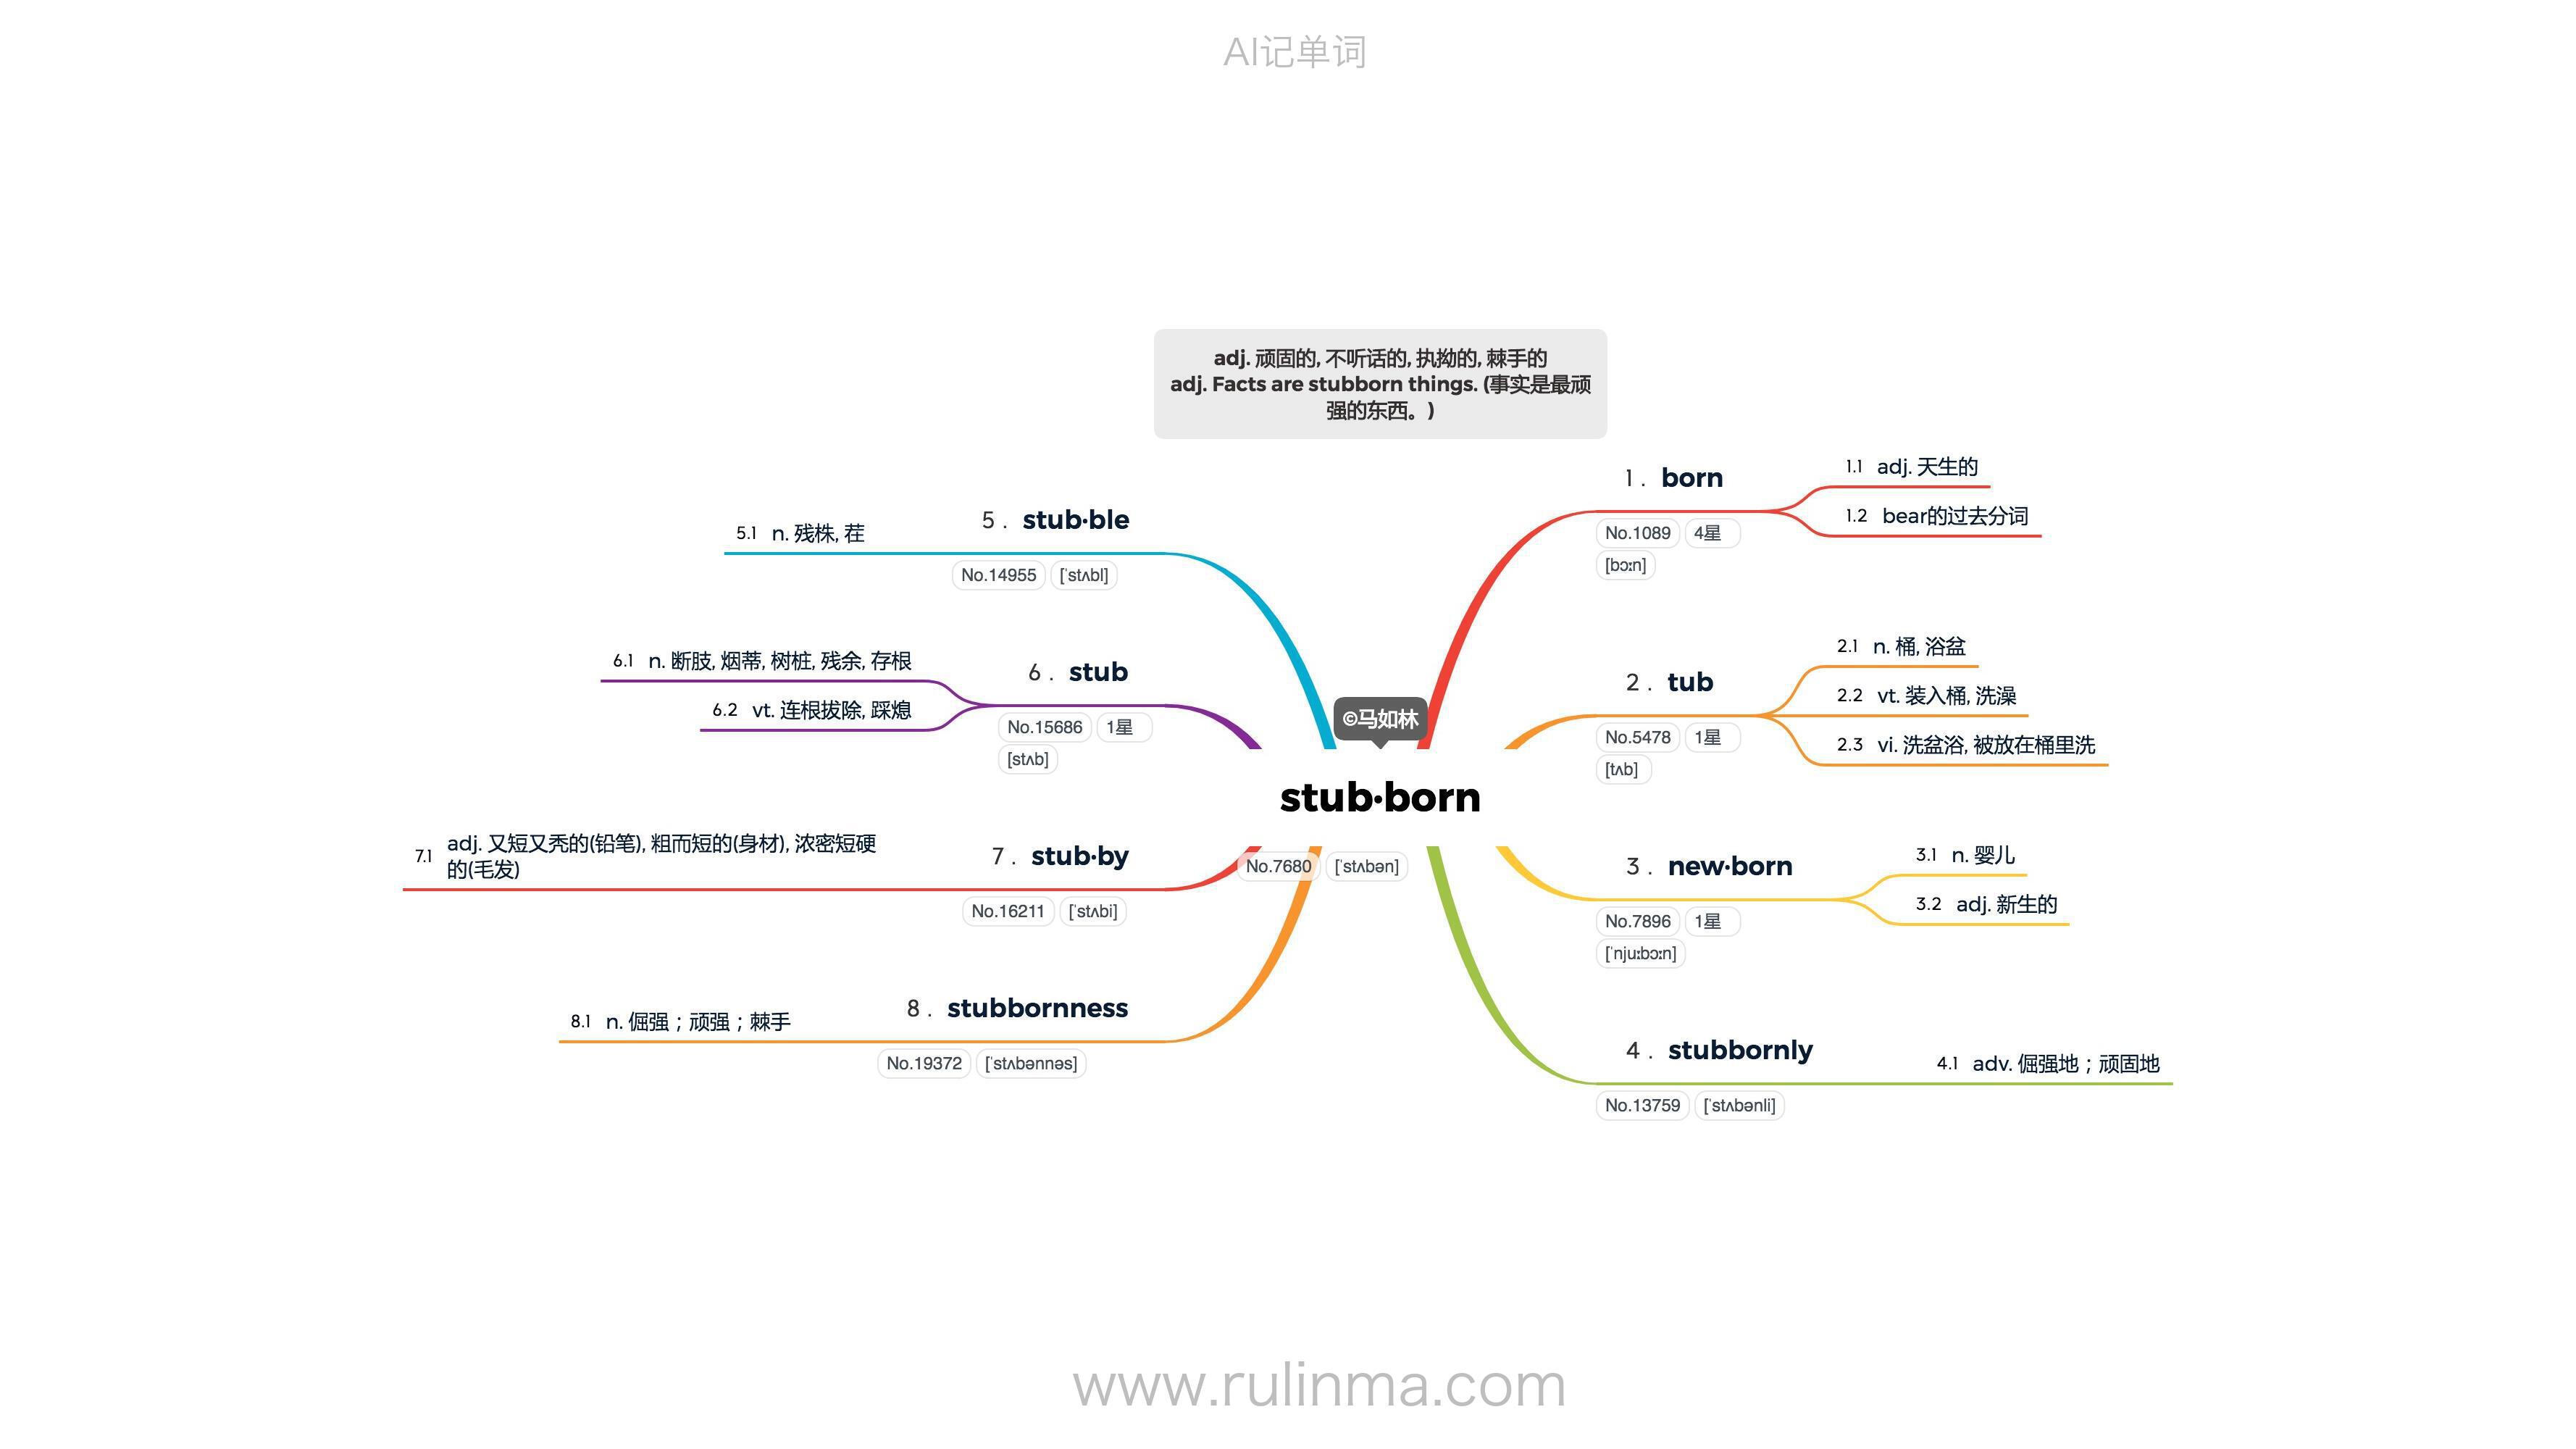 AI记单词
adj. 顽固的, 不听话的, 执拗的, 棘手的
adj. Facts are stubborn things. (事实是最顽
强的东西。)
©马如林
stub·born
No.7680 [ˈstʌbən]
1. born
No.1089 4星
[bɔːn]
1.1 adj. 天生的
1.2 bear的过去分词
2. tub
No.5478 1星
[tʌb]
2.1 n. 桶, 浴盆
2.2 vt. 装入桶, 洗澡
2.3 vi. 洗盆浴, 被放在桶里洗
3. new·born
No.7896 1星
[ˈnjuːbɔːn]
3.1 n. 婴儿
3.2 adj. 新生的
4. stubbornly
No.13759 [ˈstʌbənli]
4.1 adv. 倔强地；顽固地
5. stub·ble
No.14955 [ˈstʌbl]
5.1 n. 残株, 茬
6. stub
No.15686 1星
[stʌb]
6.1 n. 断肢, 烟蒂, 树桩, 残余, 存根
6.2 vt. 连根拔除, 踩熄
7. stub·by
No.16211 [ˈstʌbi]
7.1 adj. 又短又秃的(铅笔), 粗而短的(身材), 浓密短硬
的(毛发)
8. stubbornness
No.19372 [ˈstʌbənnəs]
8.1 n. 倔强；顽强；棘手
www.rulinma.com